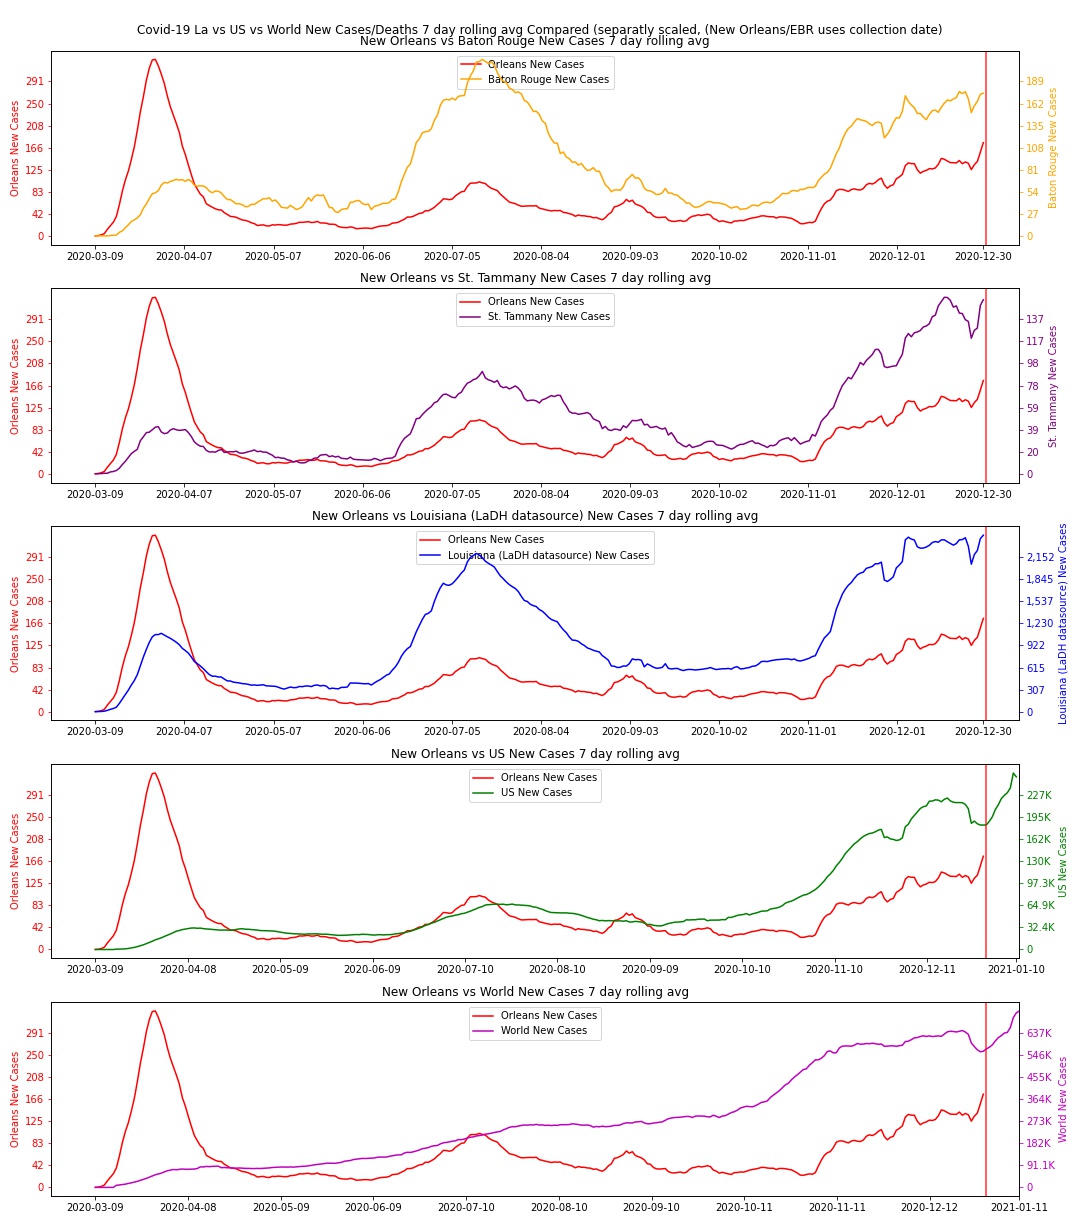 Covid-19 La vs US vs World New Cases/Deaths 7 day rolling avg Compared (separatly scaled, (New Orleans/EBR uses collection date)
New Orleans vs Baton Rouge New Cases 7 day rolling avg
Orleans New Cases
Baton Rouge New Cases
291
250
208
166
125
83
42
0
Orleans New Cases
189
162
135
108
81
54
27
0
Baton Rouge New Cases
2020-03-09 2020-04-07 2020-05-07 2020-06-06 2020-07-05 2020-08-04 2020-09-03 2020-10-02 2020-11-01 2020-12-01 2020-12-30
New Orleans vs St. Tammany New Cases 7 day rolling avg
Orleans New Cases
St. Tammany New Cases
291
250
208
166
125
83
42
0
Orleans New Cases
137
117
98
78
59
39
20
0
St. Tammany New Cases
2020-03-09 2020-04-07 2020-05-07 2020-06-06 2020-07-05 2020-08-04 2020-09-03 2020-10-02 2020-11-01 2020-12-01 2020-12-30
New Orleans vs Louisiana (LaDH datasource) New Cases 7 day rolling avg
Orleans New Cases
Louisiana (LaDH datasource) New Cases
291
250
208
166
125
83
42
0
Orleans New Cases
2,152
1,845
1,537
1,230
922
615
307
0
Louisiana (LaDH datasource) New Cases
2020-03-09 2020-04-07 2020-05-07 2020-06-06 2020-07-05 2020-08-04 2020-09-03 2020-10-02 2020-11-01 2020-12-01 2020-12-30
New Orleans vs US New Cases 7 day rolling avg
Orleans New Cases
US New Cases
291
250
208
166
125
83
42
0
Orleans New Cases
227K
195K
162K
130K
97.3K
64.9K
32.4K
0
US New Cases
2020-03-09 2020-04-08 2020-05-09 2020-06-09 2020-07-10 2020-08-10 2020-09-09 2020-10-10 2020-11-10 2020-12-11 2021-01-10
New Orleans vs World New Cases 7 day rolling avg
Orleans New Cases
World New Cases
291
250
208
166
125
83
42
0
Orleans New Cases
637K
546K
455K
364K
273K
182K
91.1K
0
World New Cases
2020-03-09 2020-04-08 2020-05-09 2020-06-09 2020-07-10 2020-08-10 2020-09-10 2020-10-11 2020-11-11 2020-12-12 2021-01-11